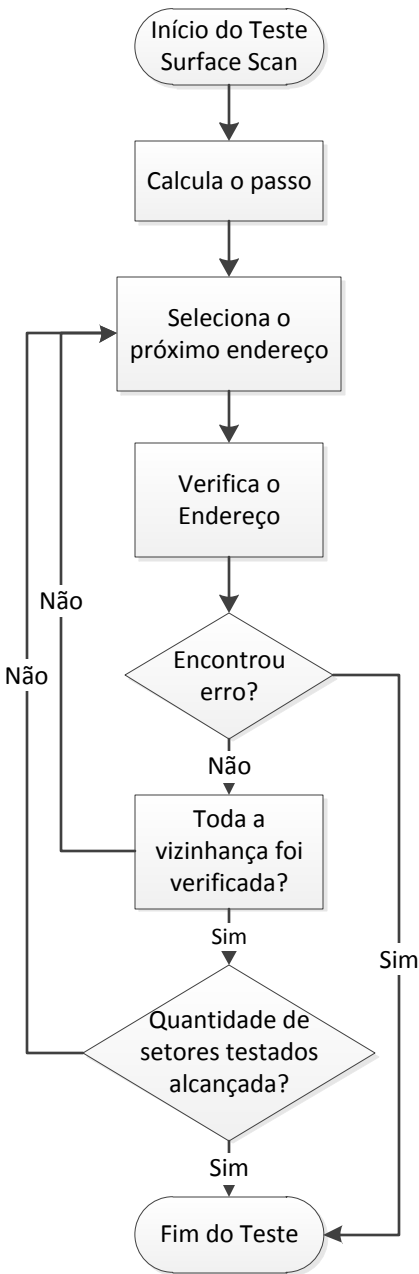 Início do Teste
Surface Scan
Calcula o passo
Seleciona o
próximo endereço
Verifica o
Endereço
Não
Encontrou
erro?
Não
Não
Toda a
vizinhança foi
verificada?
Sim
Sim
Quantidade de
setores testados
alcançada?
Sim
Fim do Teste